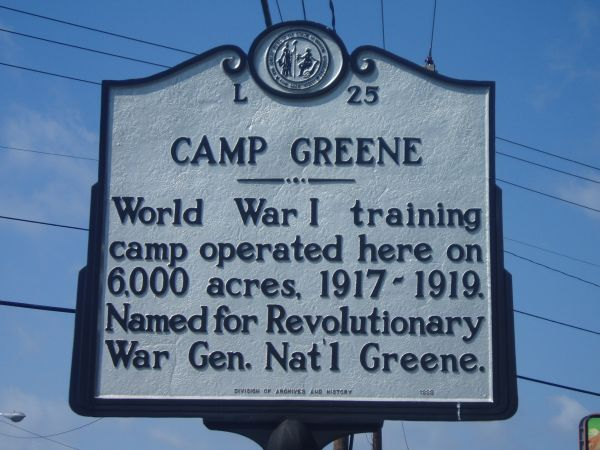 L 25
CAMP GREENE
World War I training
camp operated here on
6,000 acres, 1917-1919.
Named for Revolutionary
War Gen. Nat'l Greene.
DIVISION OF ARCHIVES AND HISTORY